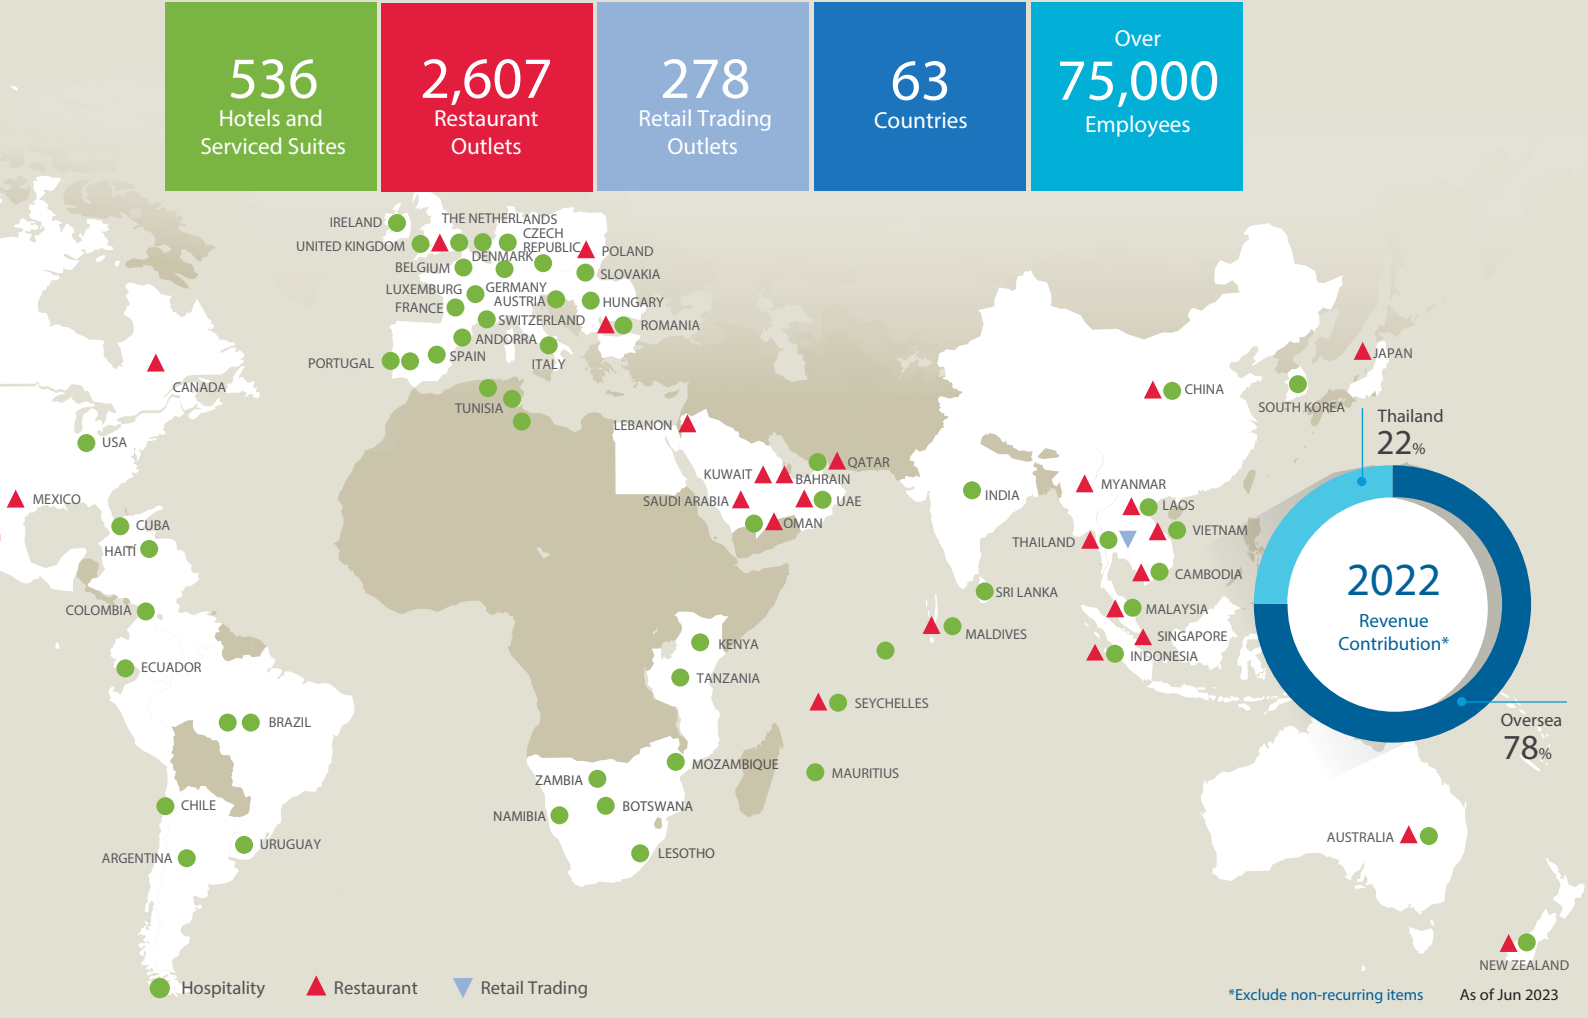 536
Hotels and
Serviced Suites
2,607
Restaurant
Outlets
278
Retail Trading
Outlets
63
Countries
Over
75,000
Employees
IRELAND
THE NETHERLANDS
UNITED KINGDOM
CZECH
REPUBLIC
POLAND
DENMARK
BELGIUM
SLOVAKIA
LUXEMBURG
GERMANY
AUSTRIA
HUNGARY
FRANCE
SWITZERLAND
ROMANIA
ANDORRA
PORTUGAL
SPAIN
ITALY
TUNISIA
CANADA
USA
MEXICO
CUBA
HAITÍ
COLOMBIA
ECUADOR
BRAZIL
CHILE
URUGUAY
ARGENTINA
LEBANON
KUWAIT
BAHRAIN
QATAR
SAUDI ARABIA
UAE
OMAN
KENYA
TANZANIA
SEYCHELLES
MOZAMBIQUE
MAURITIUS
ZAMBIA
BOTSWANA
NAMIBIA
LESOTHO
INDIA
SRI LANKA
MALDIVES
CHINA
JAPAN
SOUTH KOREA
MYANMAR
LAOS
VIETNAM
THAILAND
CAMBODIA
MALAYSIA
SINGAPORE
INDONESIA
AUSTRALIA
NEW ZEALAND
Thailand
22%
2022
Revenue
Contribution*
Oversea
78%
Hospitality
Restaurant
Retail Trading
*Exclude non-recurring items
As of Jun 2023